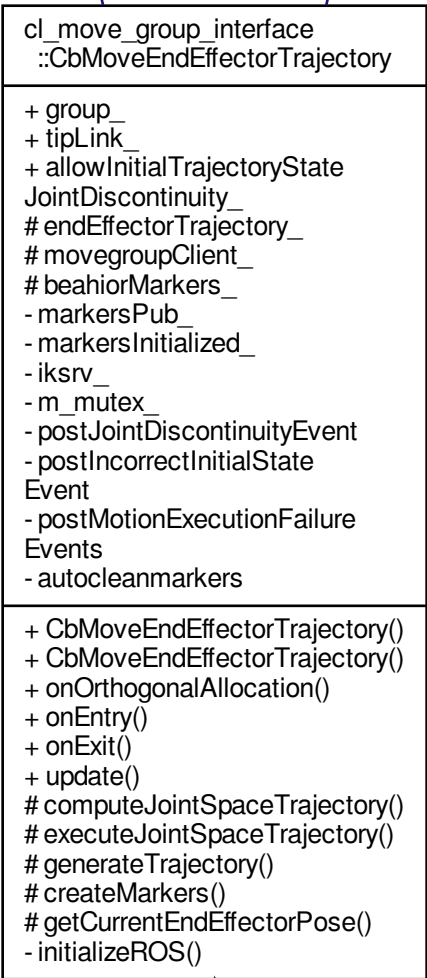 cl_move_group_interface
::CbMoveEndEffectorTrajectory
+ group_
+ tipLink_
+ allowInitialTrajectoryState
JointDiscontinuity_
# endEffectorTrajectory_
# movegroupClient_
# beahiorMarkers_
- markersPub_
- markersInitialized_
- iksrv_
- m_mutex_
- postJointDiscontinuityEvent
- postIncorrectInitialState
Event
- postMotionExecutionFailure
Events
- autocleanmarkers
+ CbMoveEndEffectorTrajectory()
+ CbMoveEndEffectorTrajectory()
+ onOrthogonalAllocation()
+ onEntry()
+ onExit()
+ update()
# computeJointSpaceTrajectory()
# executeJointSpaceTrajectory()
# generateTrajectory()
# createMarkers()
# getCurrentEndEffectorPose()
- initializeROS()